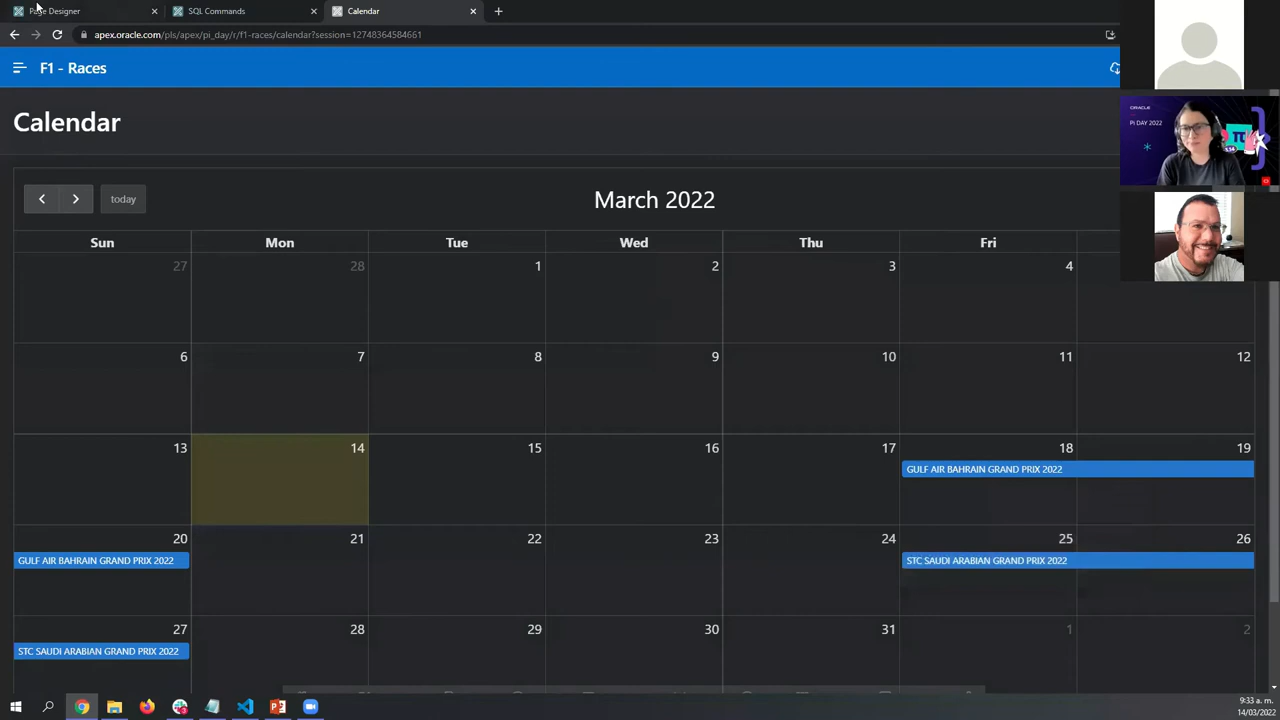 Page Designer
SQL Commands
Calendar
apex.oracle.com/pls/apex/pi_day/r/f1-races/calendar?session=12748364584661
F1 - Races
Calendar
ORACLE
Pi DAY 2022
π
today
March 2022
Sun Mon Tue Wed Thu Fri
27 28 1 2 3 4
6 7 8 9 10 11 12
13 14 15 16 17 18 19
GULF AIR BAHRAIN GRAND PRIX 2022
20 21 22 23 24 25 26
GULF AIR BAHRAIN GRAND PRIX 2022
STC SAUDI ARABIAN GRAND PRIX 2022
27 28 29 30 31 1 2
STC SAUDI ARABIAN GRAND PRIX 2022
9:33 a. m.
14/03/2022